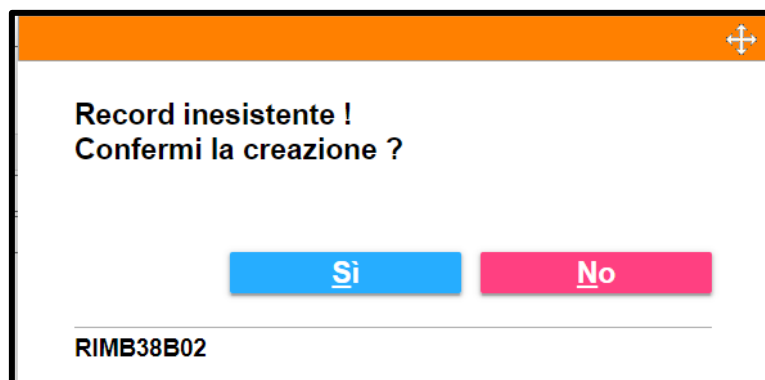 Record inesistente !
Confermi la creazione ?
Sì
No
RIMB38B02